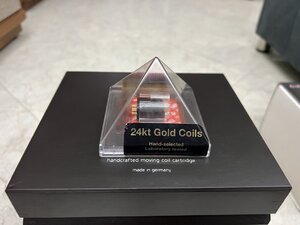 24kt Gold Coils
Hand-selected
Laboratory tested
handcrafted moving coil cartridge
made in germany